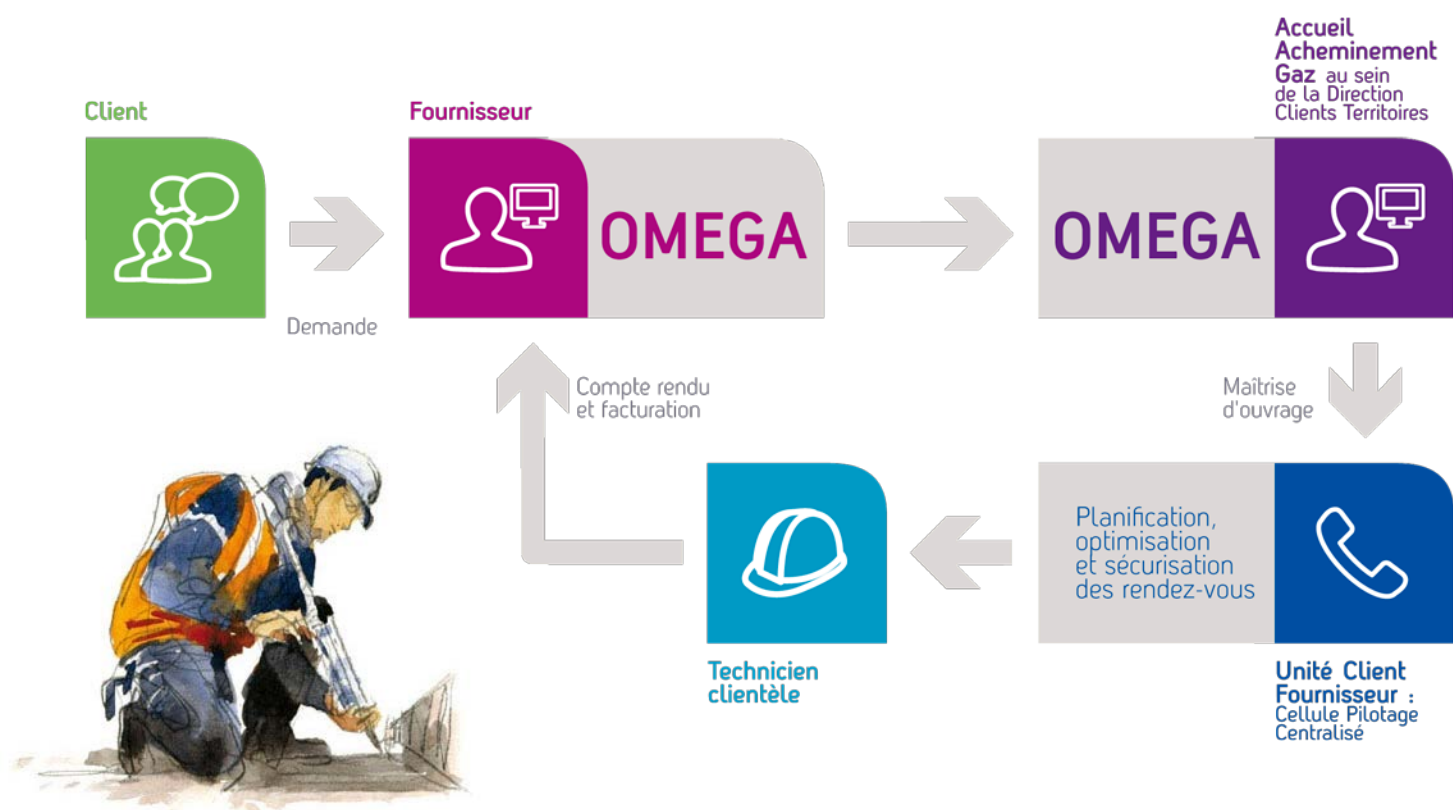 Accueil
Acheminement
Gaz au sein
de la Direction
Clients Territoires
Client
Fournisseur
OMEGA
OMEGA
Demande
Compte rendu
et facturation
Maîtrise
d'ouvrage
Planification,
optimisation
et sécurisation
des rendez-vous
Technicien
clientèle
Unité Client
Fournisseur :
Cellule Pilotage
Centralisé